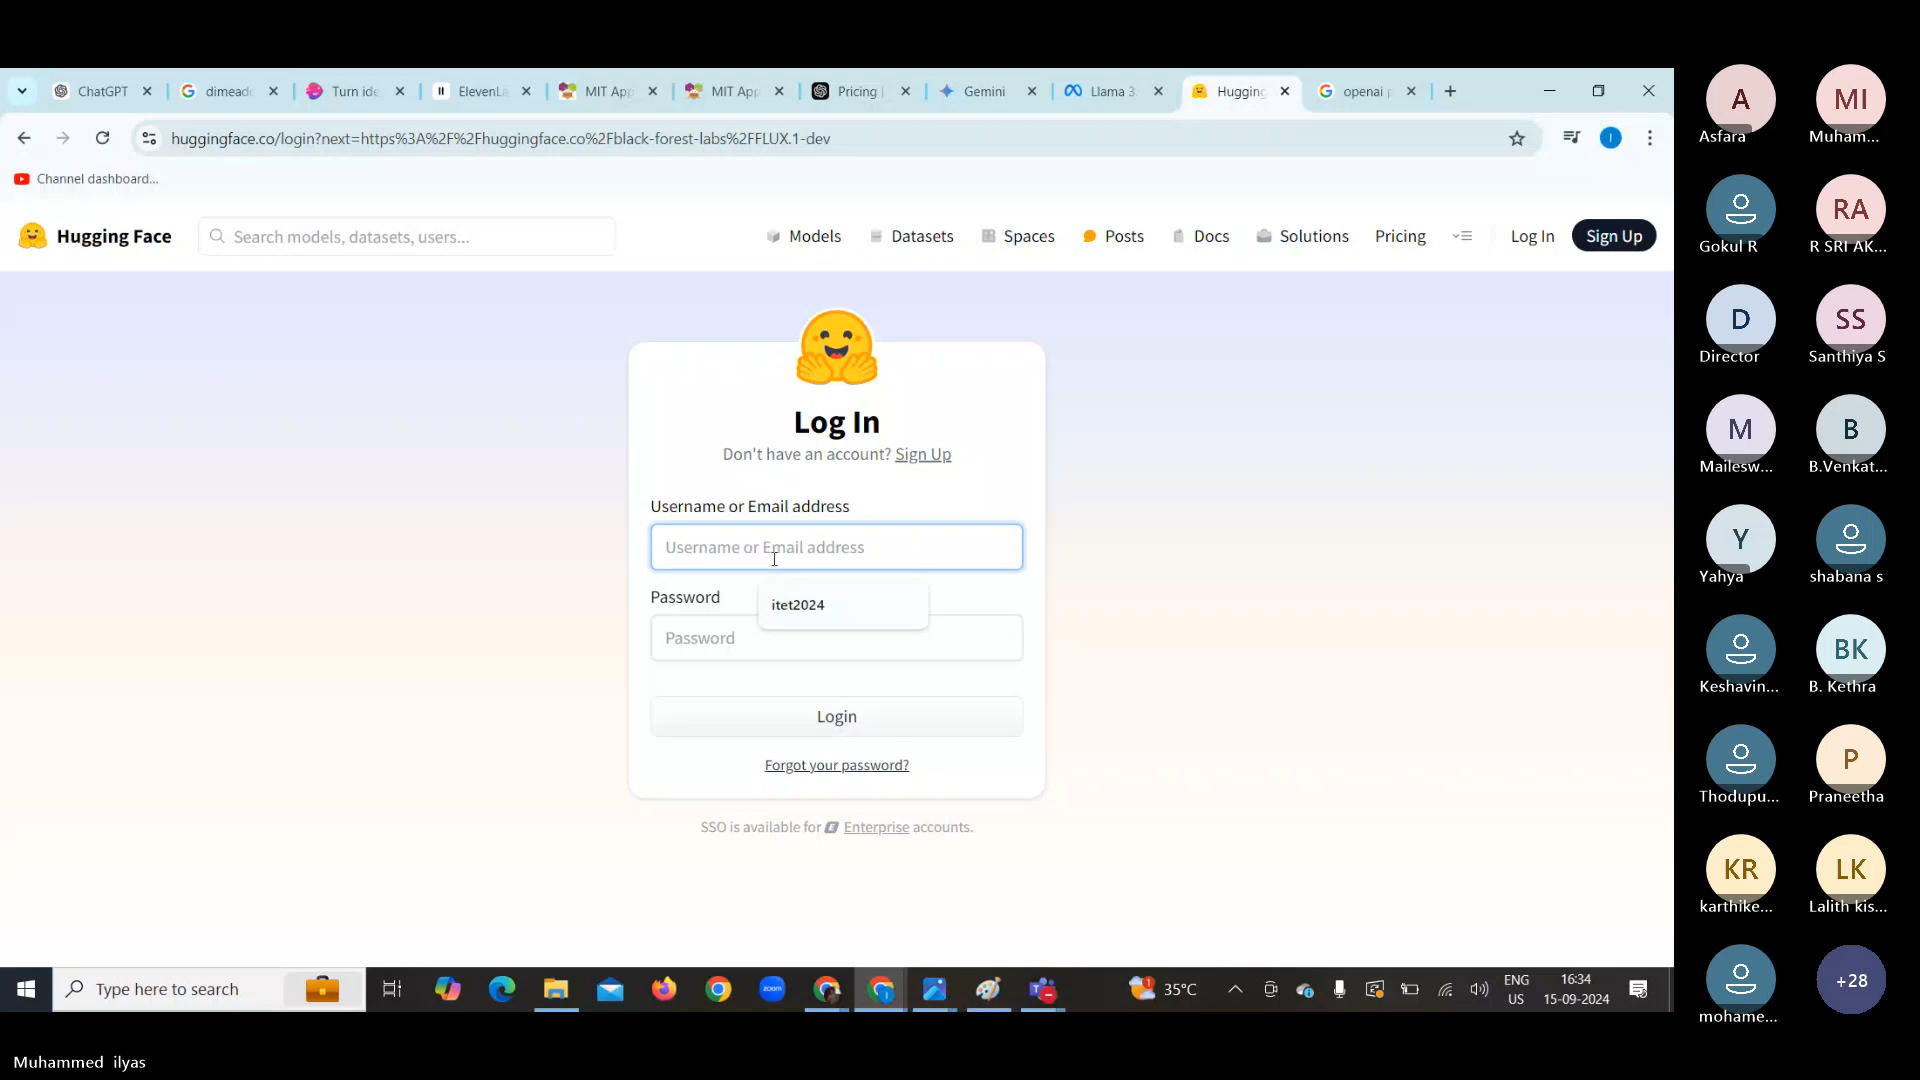 ChatGPT
dimead
Turn ide
ElevenLa
MIT App
MIT App
Pricing |
Gemini
Llama 3
Hugging
openai p
huggingface.co/login?next=https%3A%2F%2Fhuggingface.co%2Fblack-forest-labs%2FFLUX.1-dev
Channel dashboard...
Hugging Face
Search models, datasets, users...
Models
Datasets
Spaces
Posts
Docs
Solutions
Pricing
Log In
Sign Up
Log In
Don't have an account? Sign Up
Username or Email address
Username or Email address
Password
itet2024
Password
Login
Forgot your password?
SSO is available for Enterprise accounts.
Type here to search
zoom
35°C
ENG
US
16:34
15-09-2024
A
Asfara
MI
Muham...
Gokul R
RA
R SRI AK...
D
Director
SS
Santhiya S
M
Mailesw...
B
B.Venkat...
Y
Yahya
shabana s
Keshavin...
BK
B. Kethra
Thodupu...
P
Praneetha
KR
karthike...
LK
Lalith kis...
mohame...
+28
Muhammed ilyas